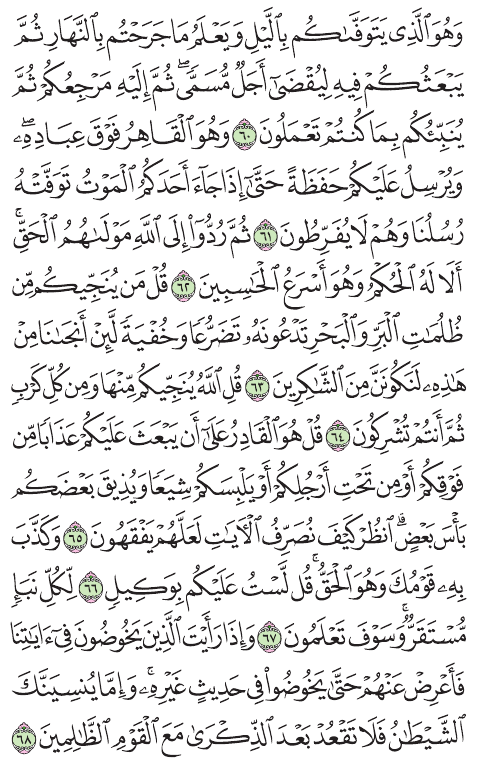 وَهُوَ ٱلَّذِى يَتَوَفَّىٰكُم بِٱلَّيۡلِ وَيَعۡلَمُ مَا جَرَحۡتُم بِٱلنَّهَارِ ثُمَّ
يَبۡعَثُكُمۡ فِيهِ لِيُقۡضَىٰٓ أَجَلٌ مُّسَمًّىۖ ثُمَّ إِلَيۡهِ مَرۡجِعُكُمۡ ثُمَّ
يُنَبِّئُكُم بِمَا كُنتُمۡ تَعۡمَلُونَ ٦٠ وَهُوَ ٱلۡقَاهِرُ فَوۡقَ عِبَادِهِۦۖ
وَيُرۡسِلُ عَلَيۡكُمۡ حَفَظَةً حَتَّىٰٓ إِذَا جَآءَ أَحَدَكُمُ ٱلۡمَوۡتُ تَوَفَّتۡهُ
رُسُلُنَا وَهُمۡ لَا يُفَرِّطُونَ ٦١ ثُمَّ رُدُّوٓاْ إِلَى ٱللَّهِ مَوۡلَىٰهُمُ ٱلۡحَقِّۚ
أَلَا لَهُ ٱلۡحُكۡمُ وَهُوَ أَسۡرَعُ ٱلۡحَٰسِبِينَ ٦٢ قُلۡ مَن يُنَجِّيكُم مِّن
ظُلُمَٰتِ ٱلۡبَرِّ وَٱلۡبَحۡرِ تَدۡعُونَهُۥ تَضَرُّعًا وَخُفۡيَةً لَّئِنۡ أَنجَىٰنَا مِنۡ
هَٰذِهِۦ لَنَكُونَنَّ مِنَ ٱلشَّٰكِرِينَ ٦٣ قُلِ ٱللَّهُ يُنَجِّيكُم مِّنۡهَا وَمِن كُلِّ كَرۡبٍ
ثُمَّ أَنتُمۡ تُشۡرِكُونَ ٦٤ قُلۡ هُوَ ٱلۡقَادِرُ عَلَىٰٓ أَن يَبۡعَثَ عَلَيۡكُمۡ عَذَابًا مِّن
فَوۡقِكُمۡ أَوۡ مِن تَحۡتِ أَرۡجُلِكُمۡ أَوۡ يَلۡبِسَكُمۡ شِيَعًا وَيُذِيقَ بَعۡضَكُم
بَأۡسَ بَعۡضٍۗ ٱنظُرۡ كَيۡفَ نُصَرِّفُ ٱلۡأٓيَٰتِ لَعَلَّهُمۡ يَفۡقَهُونَ ٦٥ وَكَذَّبَ
بِهِۦ قَوۡمُكَ وَهُوَ ٱلۡحَقُّۚ قُل لَّسۡتُ عَلَيۡكُم بِوَكِيلٍ ٦٦ لِّكُلِّ نَبَإٍ
مُّسۡتَقَرٌّۚ وَسَوۡفَ تَعۡلَمُونَ ٦٧ وَإِذَا رَأَيۡتَ ٱلَّذِينَ يَخُوضُونَ فِىٓ ءَايَٰتِنَا
فَأَعۡرِضۡ عَنۡهُمۡ حَتَّىٰ يَخُوضُواْ فِى حَدِيثٍ غَيۡرِهِۦۚ وَإِمَّا يُنسِيَنَّكَ
ٱلشَّيۡطَٰنُ فَلَا تَقۡعُدۡ بَعۡدَ ٱلذِّكۡرَىٰ مَعَ ٱلۡقَوۡمِ ٱلظَّٰلِمِينَ ٦٨